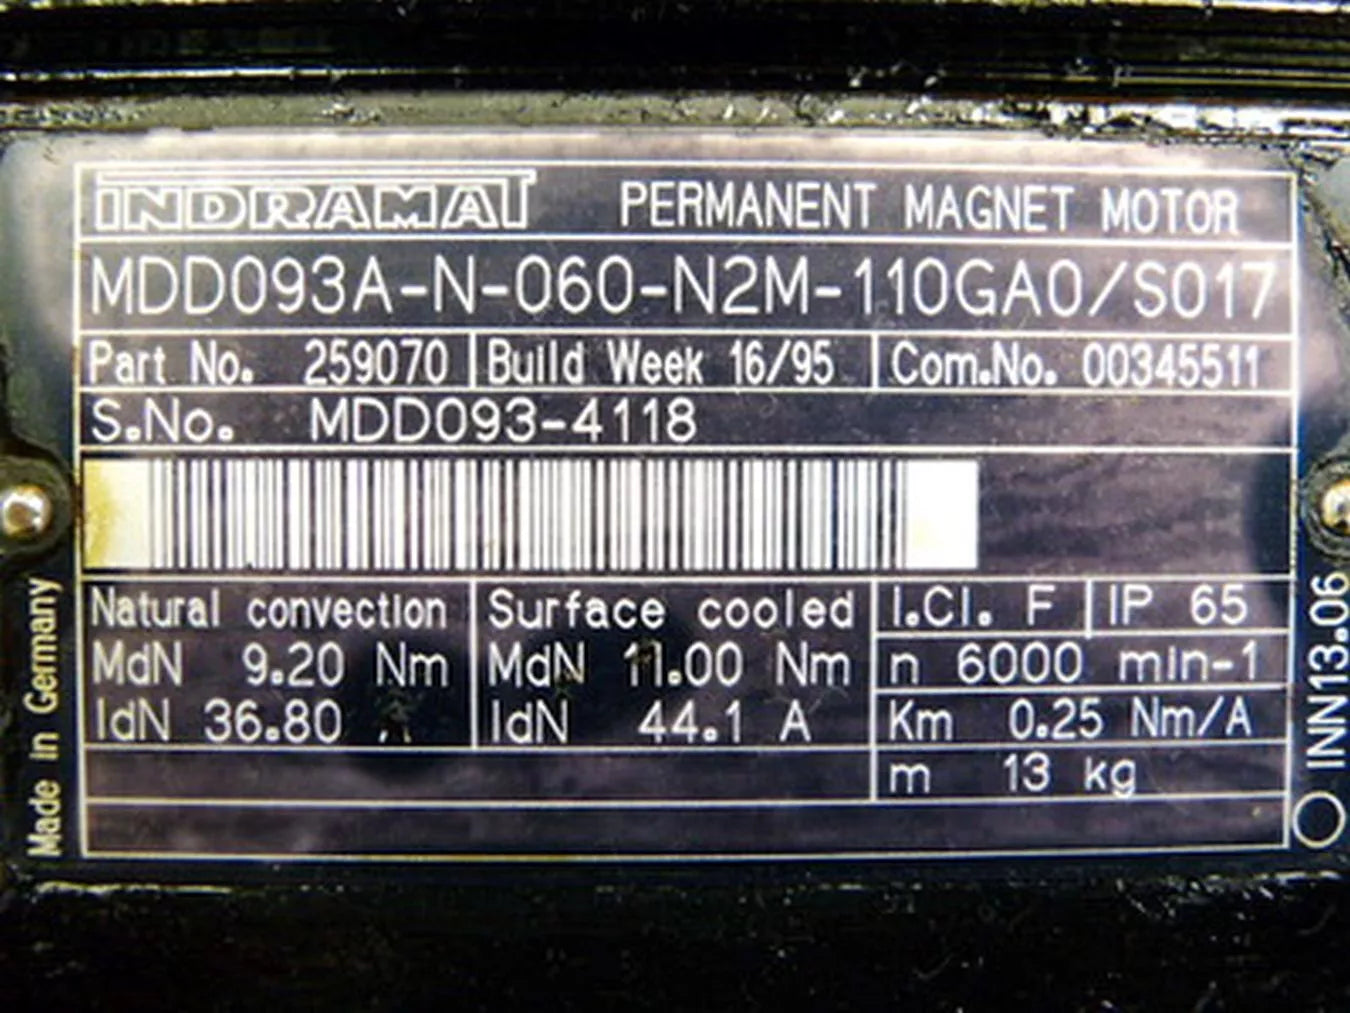 INDRAMAT PERMANENT MAGNET MOTOR
MDD093A-N-060-N2M-110GA0/S017
Part No. 259070 Build Week 16/95 Com.No. 00345511
S.No. MDD093-4118
Natural convection Surface cooled I.Cl. F IP 65
MdN 9.20 Nm MdN 11.00 Nm n 6000 min-1
IdN 36.80 A IdN 44.1 A Km 0.25 Nm/A
m 13 kg
Made in Germany
INN13.06